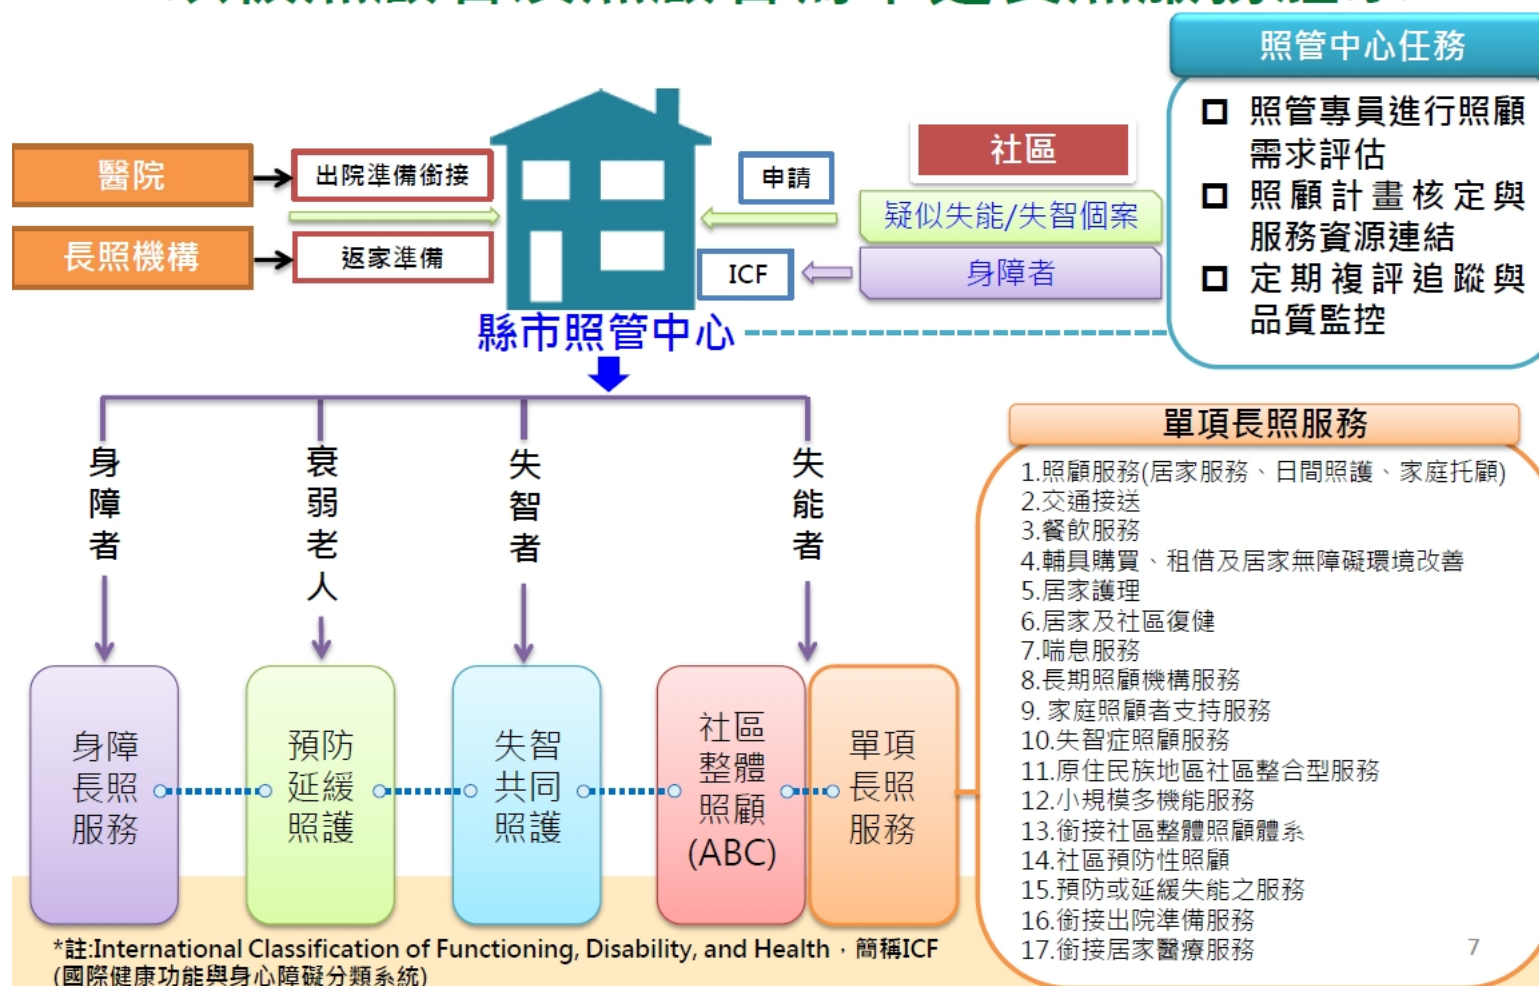 照管中心任務
照管專員進行照顧
需求評估
照顧計畫核定與
服務資源連結
定期複評追蹤與
品質監控
醫院
出院準備銜接
長照機構
返家準備
申請
社區
疑似失能/失智個案
ICF
身障者
縣市照管中心
身障者
衰弱老人
失智者
失能者
身障
長照
服務
預防
延緩
照護
失智
共同
照護
社區
整體
照顧
(ABC)
單項
長照
服務
單項長照服務
1.照顧服務(居家服務、日間照護、家庭托顧)
2.交通接送
3.餐飲服務
4.輔具購買、租借及居家無障礙環境改善
5.居家護理
6.居家及社區復健
7.喘息服務
8.長期照顧機構服務
9. 家庭照顧者支持服務
10.失智症照顧服務
11.原住民族地區社區整合型服務
12.小規模多機能服務
13.銜接社區整體照顧體系
14.社區預防性照顧
15.預防或延緩失能之服務
16.銜接出院準備服務
17.銜接居家醫療服務
7
*註:International Classification of Functioning, Disability, and Health，簡稱ICF
(國際健康功能與身心障礙分類系統)